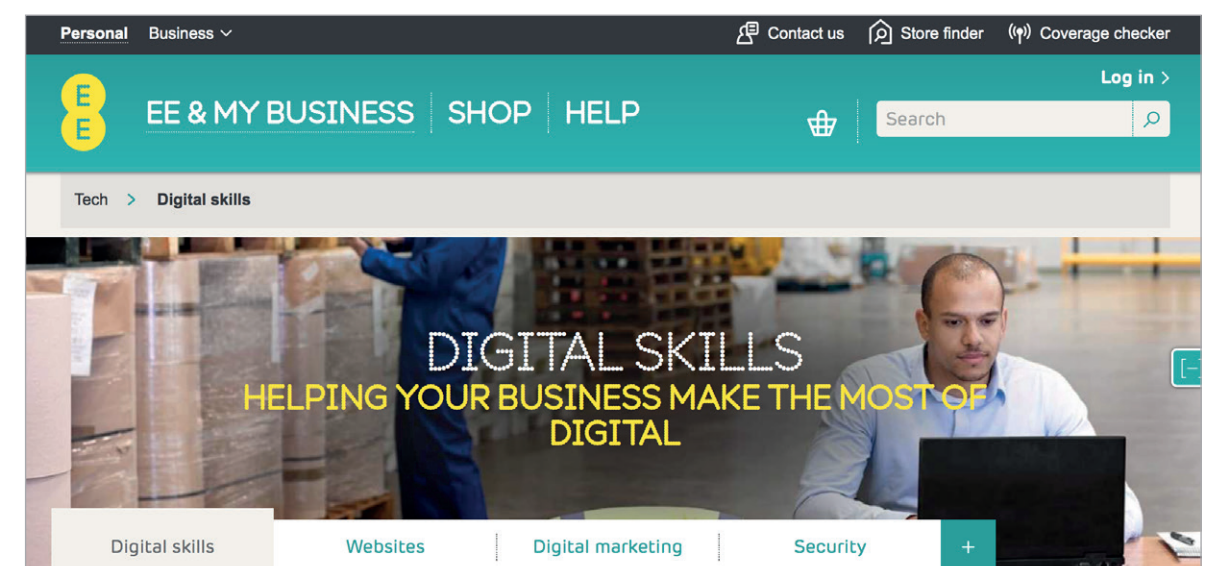 Personal Business Contact us Store finder Coverage checker
Log in >
E
E
EE & MY BUSINESS SHOP HELP
Search
Tech > Digital skills
DIGITAL SKILLS
HELPING YOUR BUSINESS MAKE THE MOST OF
DIGITAL
Digital skills Websites Digital marketing Security +
[-]